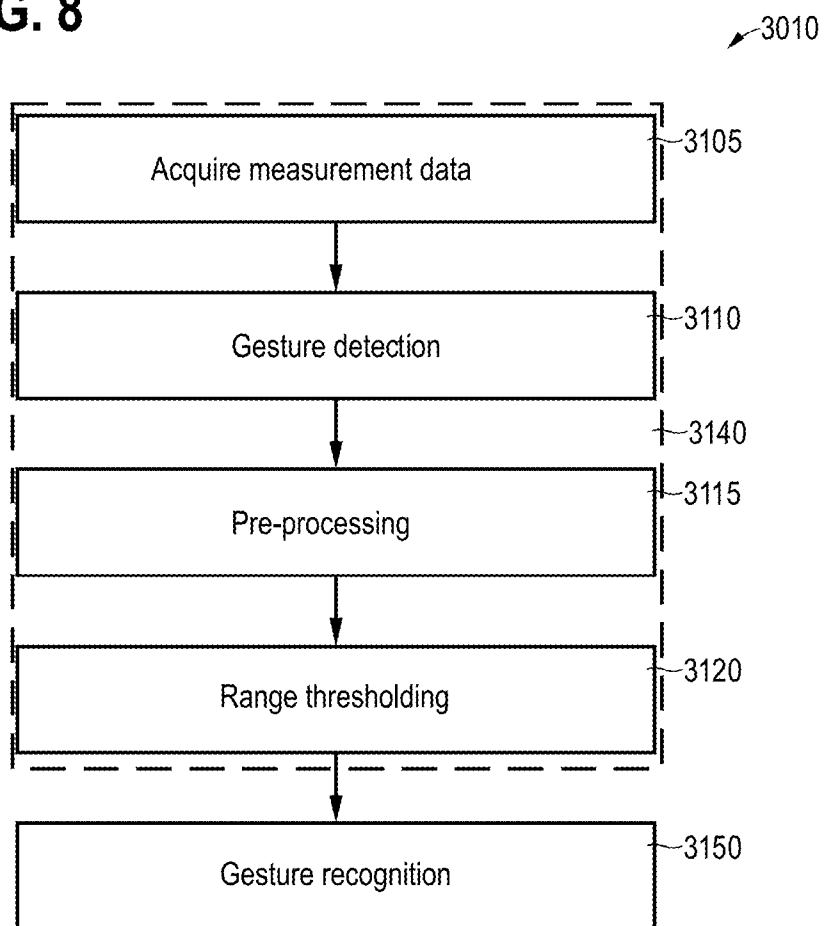 G. 8
3010
Acquire measurement data
3105
Gesture detection
3110
3140
Pre-processing
3115
Range thresholding
3120
Gesture recognition
3150